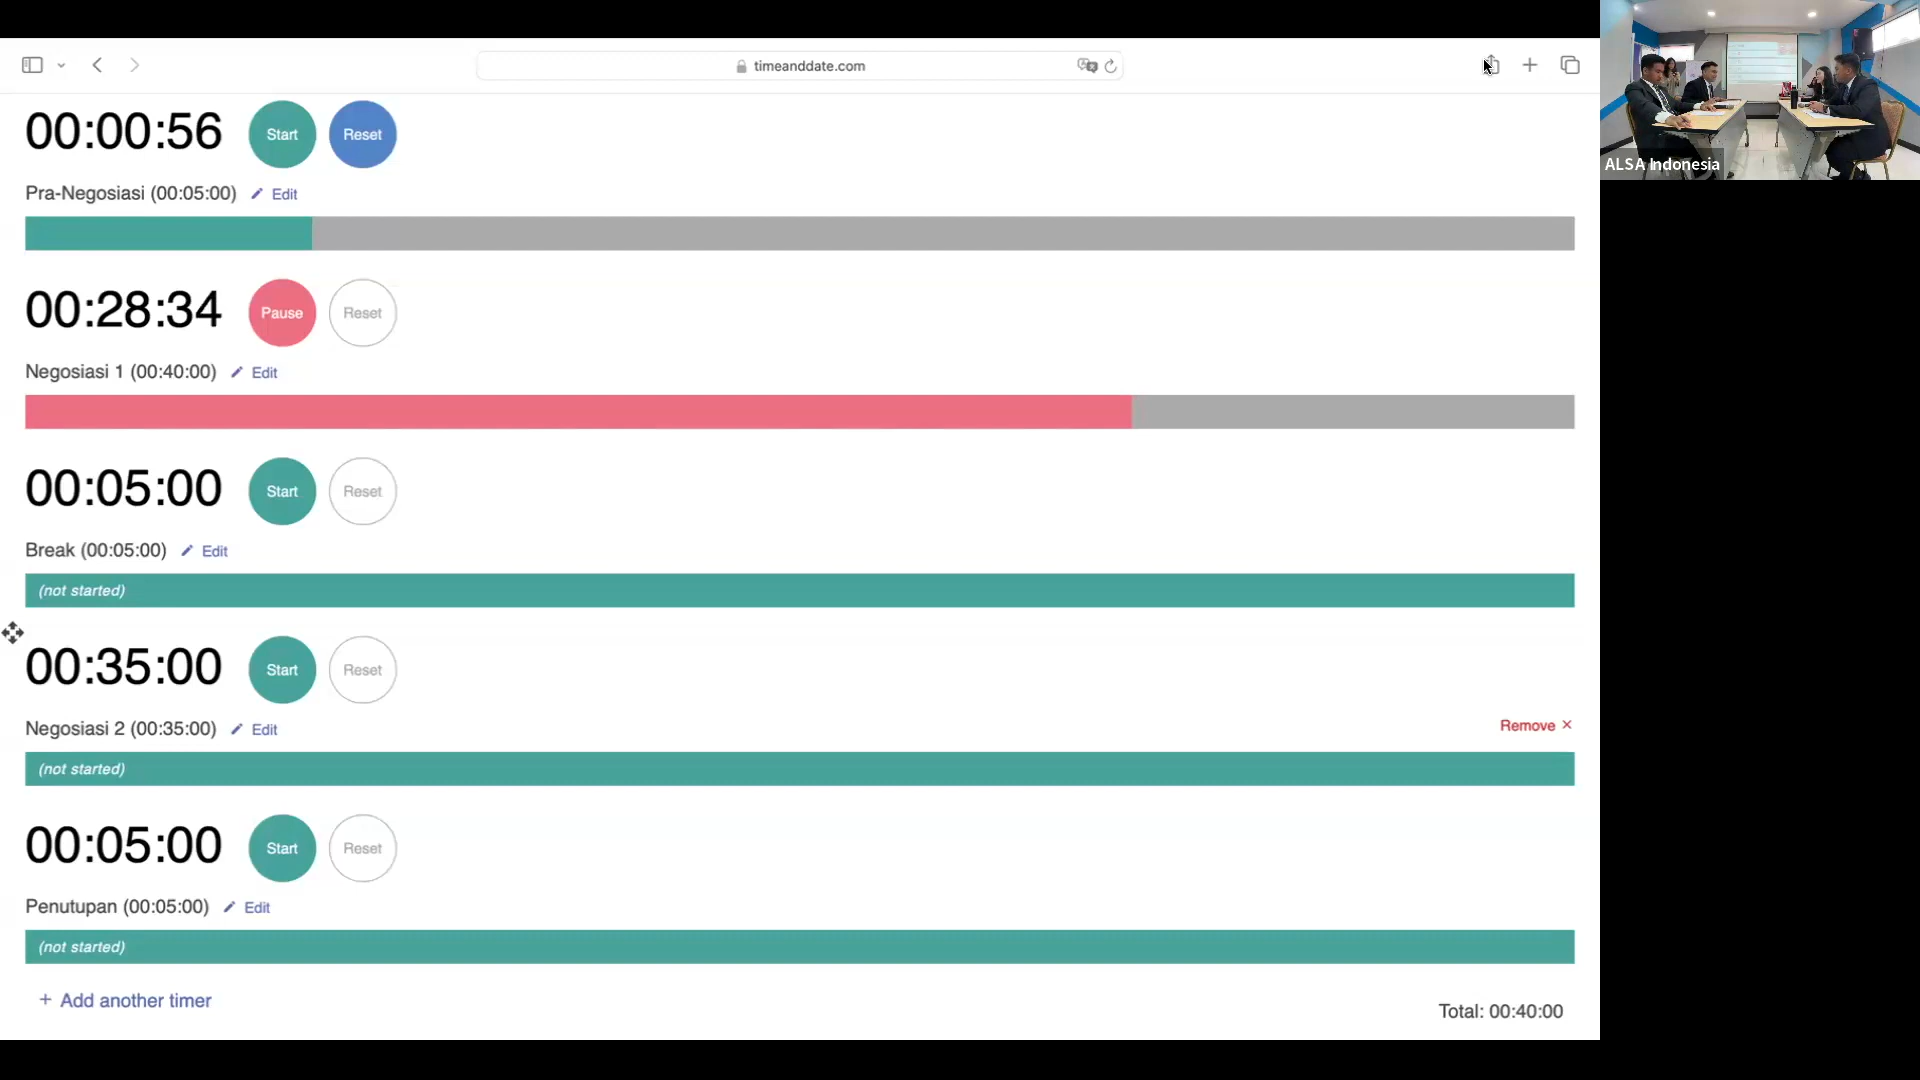 timeanddate.com
00:00:56 Start Reset
Pra-Negosiasi (00:05:00) Edit
00:28:34 Pause Reset
Negosiasi 1 (00:40:00) Edit
00:05:00 Start Reset
Break (00:05:00) Edit
(not started)
00:35:00 Start Reset
Negosiasi 2 (00:35:00) Edit Remove ×
(not started)
00:05:00 Start Reset
Penutupan (00:05:00) Edit
(not started)
+ Add another timer
Total: 00:40:00
ALSA Indonesia